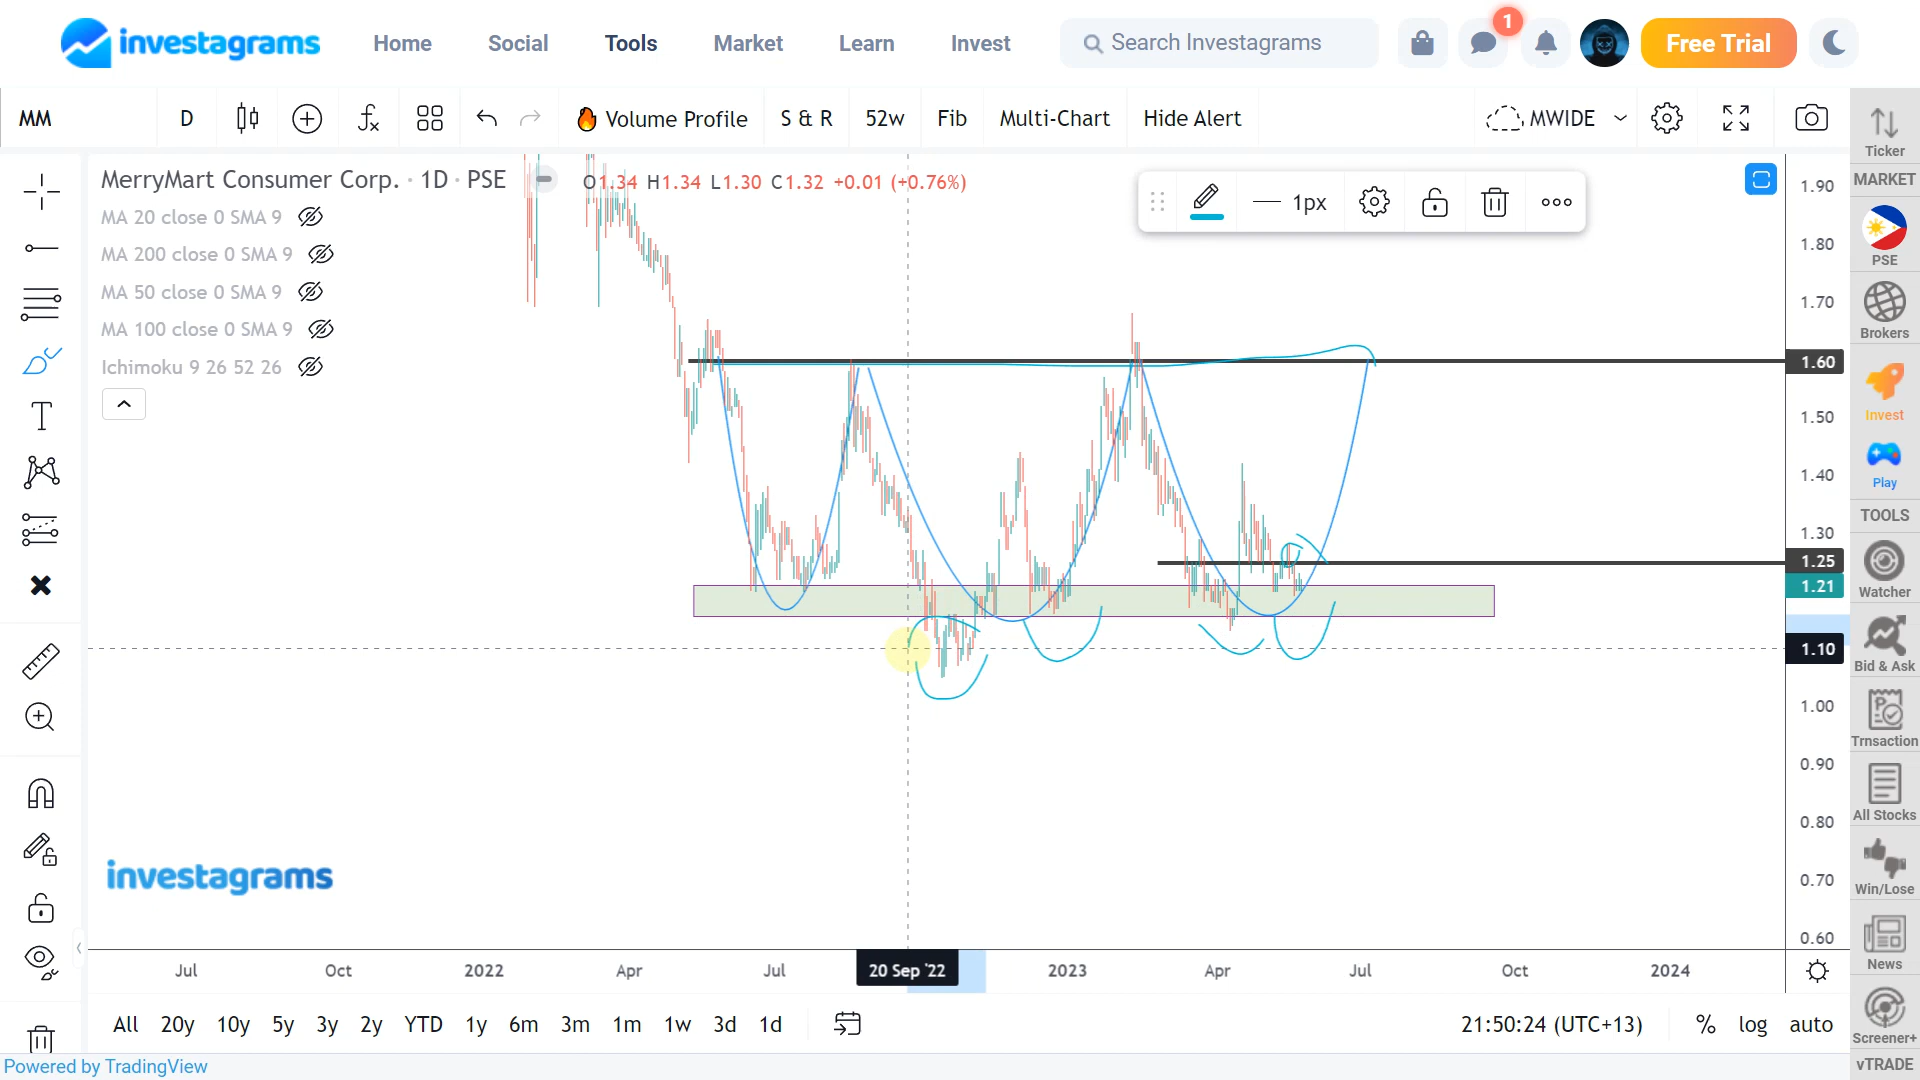 investagrams
Home
Social
Tools
Market
Learn
Invest
Search Investagrams
1
Free Trial
MM
D
Volume Profile
S & R
52w
Fib
Multi-Chart
Hide Alert
MWIDE
MerryMart Consumer Corp. · 1D · PSE
O1.34 H1.34 L1.30 C1.32 +0.01 (+0.76%)
MA 20 close 0 SMA 9
MA 200 close 0 SMA 9
MA 50 close 0 SMA 9
MA 100 close 0 SMA 9
Ichimoku 9 26 52 26
1px
1.90
1.80
1.70
1.60
1.50
1.40
1.30
1.25
1.21
1.10
1.00
0.90
0.80
0.70
0.60
investagrams
Jul
Oct
2022
Apr
Jul
20 Sep '22
2023
Apr
Jul
Oct
2024
All
20y
10y
5y
3y
2y
YTD
1y
6m
3m
1m
1w
3d
1d
21:50:24 (UTC+13)
%
log
auto
Powered by TradingView
Ticker
MARKET
PSE
Brokers
Invest
Play
TOOLS
Watcher
Bid & Ask
Trnsaction
All Stocks
Win/Lose
News
Screener+
vTRADE